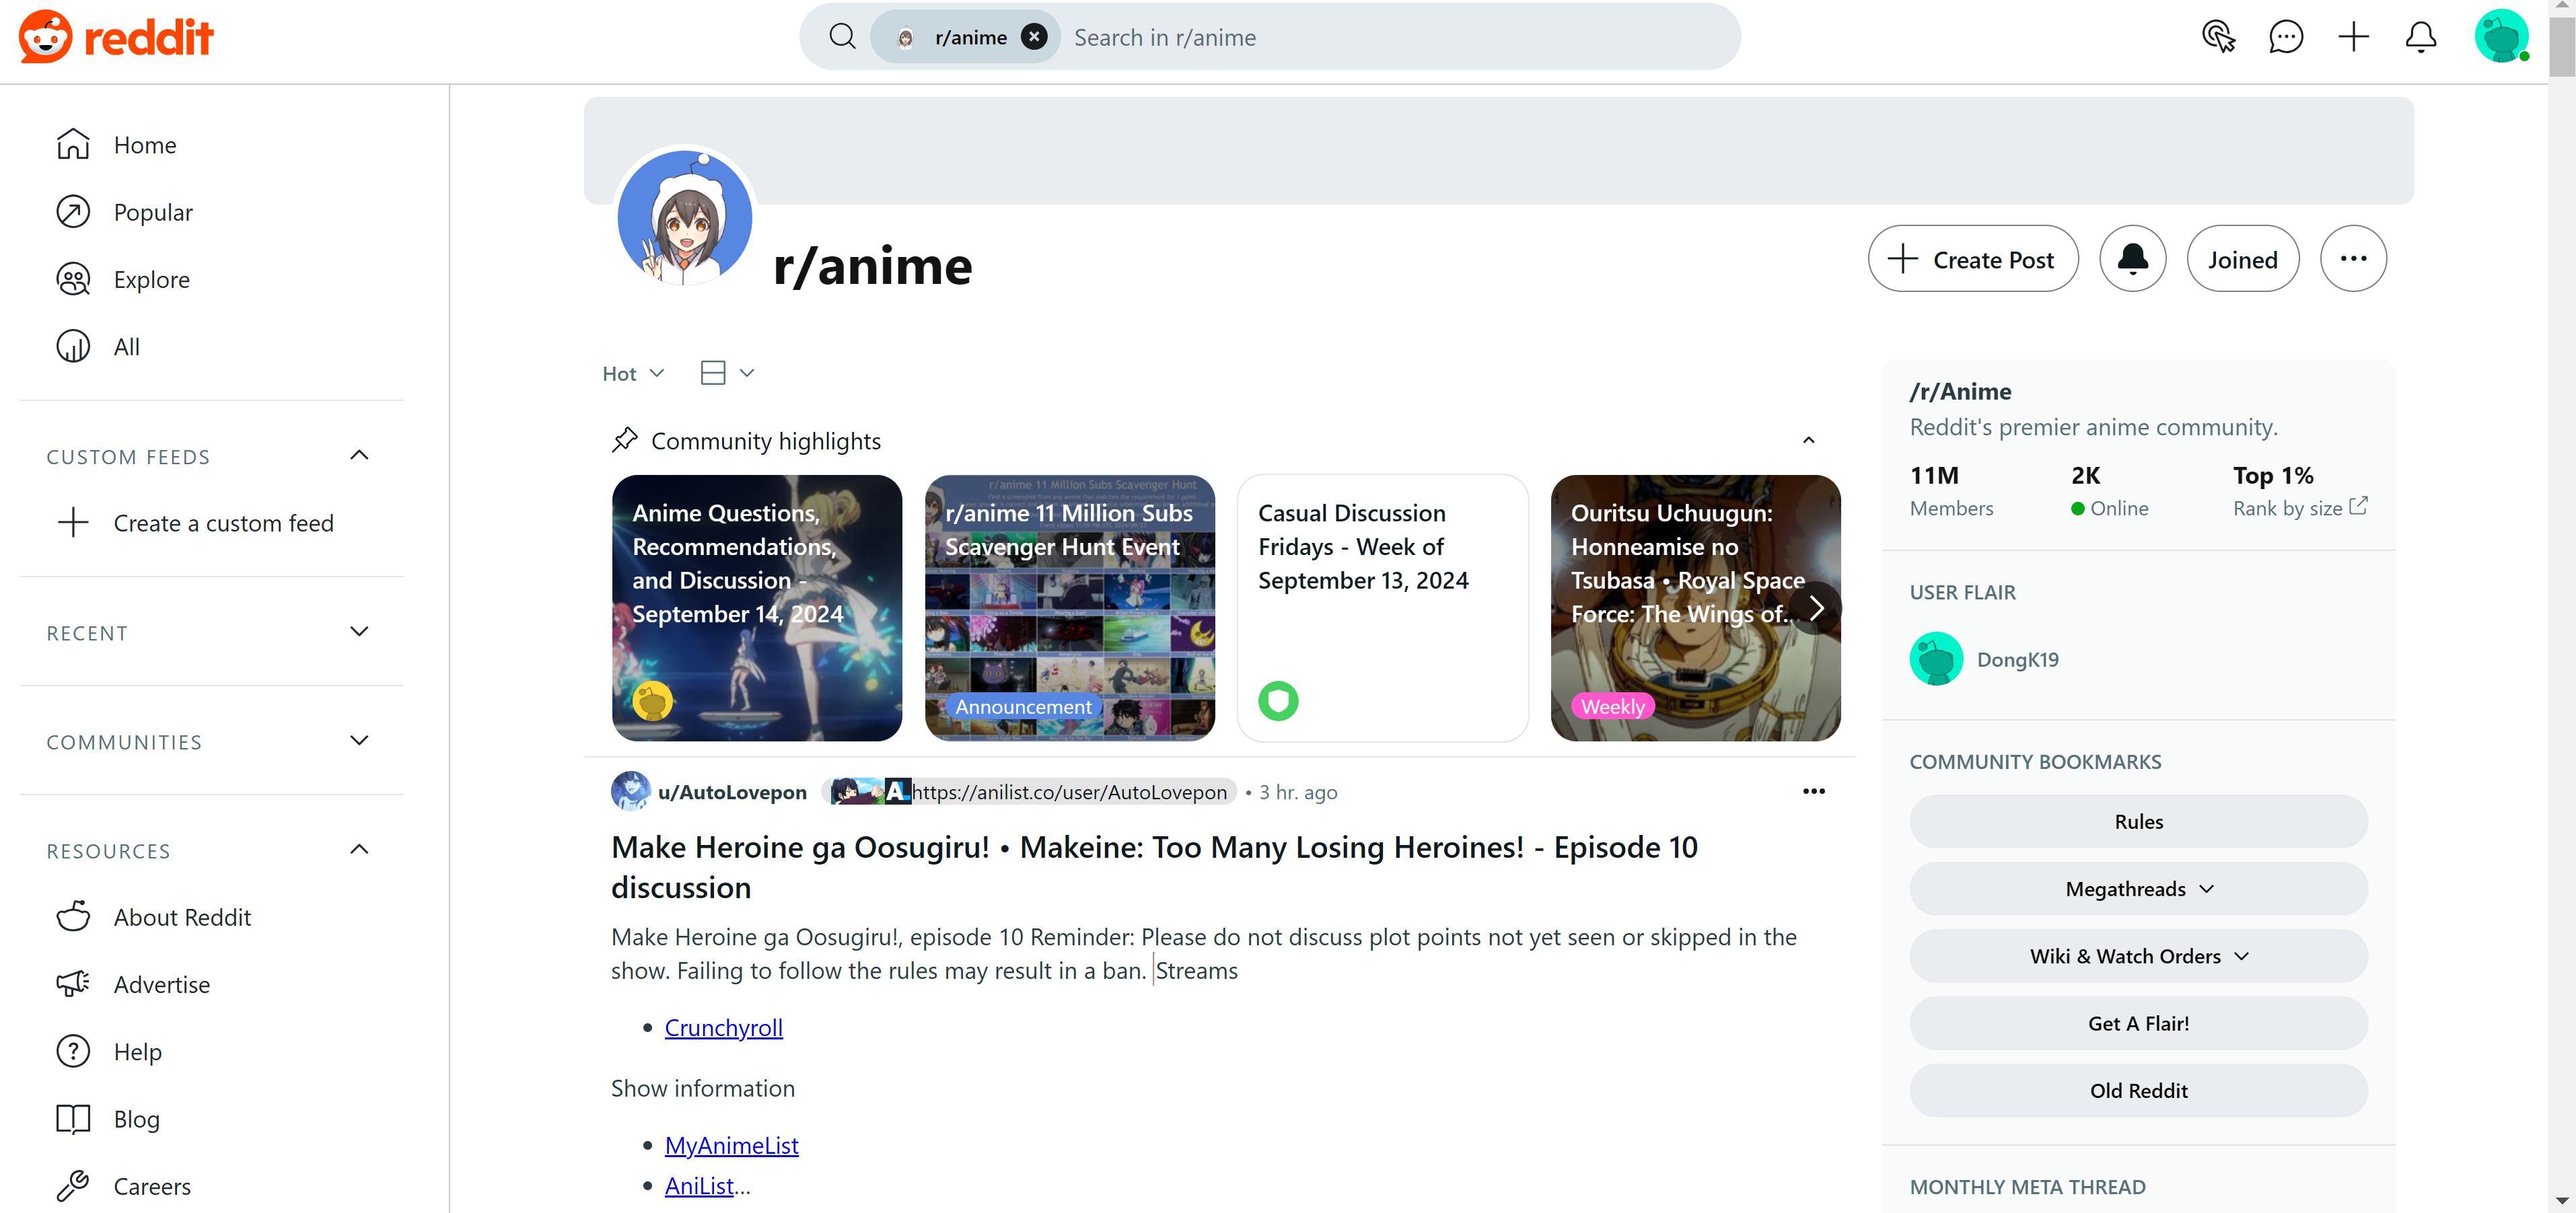 reddit
r/anime
Search in r/anime
Home
Popular
Explore
All
CUSTOM FEEDS
Create a custom feed
RECENT
COMMUNITIES
RESOURCES
About Reddit
Advertise
Help
Blog
Careers
r/anime
Create Post
Joined
Hot
Community highlights
Anime Questions,
Recommendations,
and Discussion -
September 14, 2024
r/anime 11 Million Subs Scavenger Hunt
r/anime 11 Million Subs
Scavenger Hunt Event
Announcement
Casual Discussion
Fridays - Week of
September 13, 2024
Ouritsu Uchuugun:
Honneamise no
Tsubasa • Royal Space
Force: The Wings of...
Weekly
u/AutoLovepon
AL https://anilist.co/user/AutoLovepon • 3 hr. ago
Make Heroine ga Oosugiru! • Makeine: Too Many Losing Heroines! - Episode 10
discussion
Make Heroine ga Oosugiru!, episode 10 Reminder: Please do not discuss plot points not yet seen or skipped in the
show. Failing to follow the rules may result in a ban. Streams
• Crunchyroll
Show information
• MyAnimeList
• AniList...
/r/Anime
Reddit's premier anime community.
11M 2K Top 1%
Members Online Rank by size
USER FLAIR
DongK19
COMMUNITY BOOKMARKS
Rules
Megathreads
Wiki & Watch Orders
Get A Flair!
Old Reddit
MONTHLY META THREAD